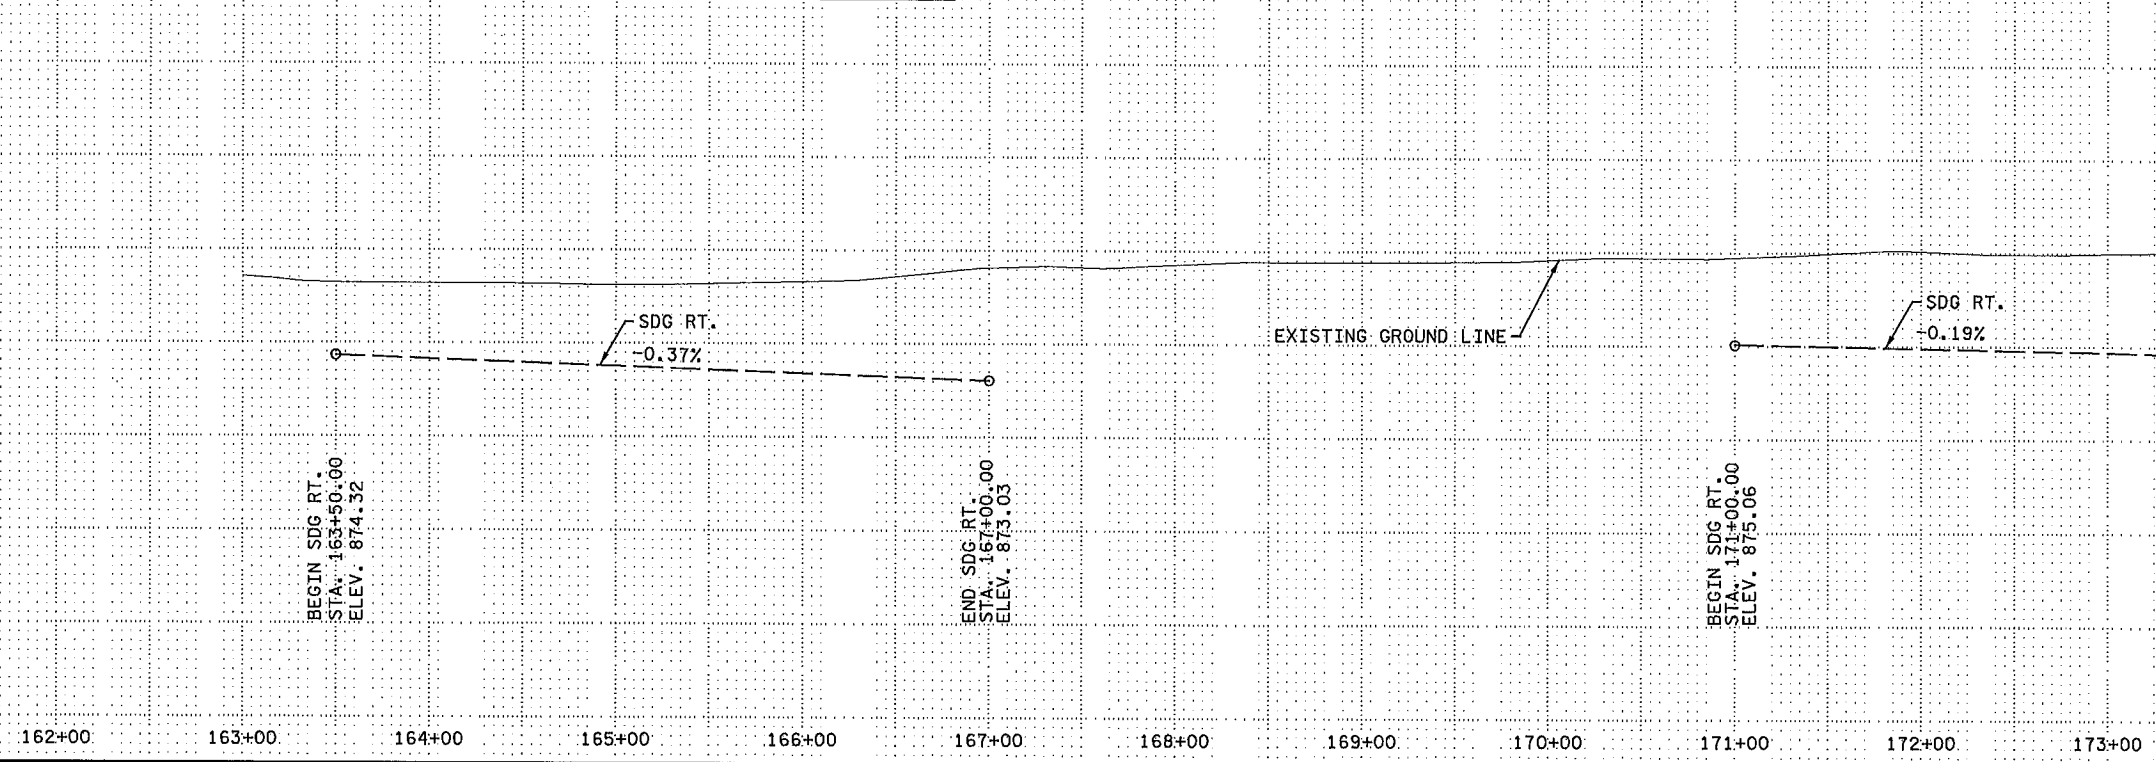 SDG RT.
-0.37%
EXISTING GROUND LINE
SDG RT.
-0.19%
BEGIN SDG RT.
STA. 163+50.00
ELEV. 874.32
END SDG RT.
STA. 167+00.00
ELEV. 873.03
BEGIN SDG RT.
STA. 171+00.00
ELEV. 875.06
162+00 163+00 164+00 165+00 166+00 167+00 168+00 169+00 170+00 171+00 172+00 173+00